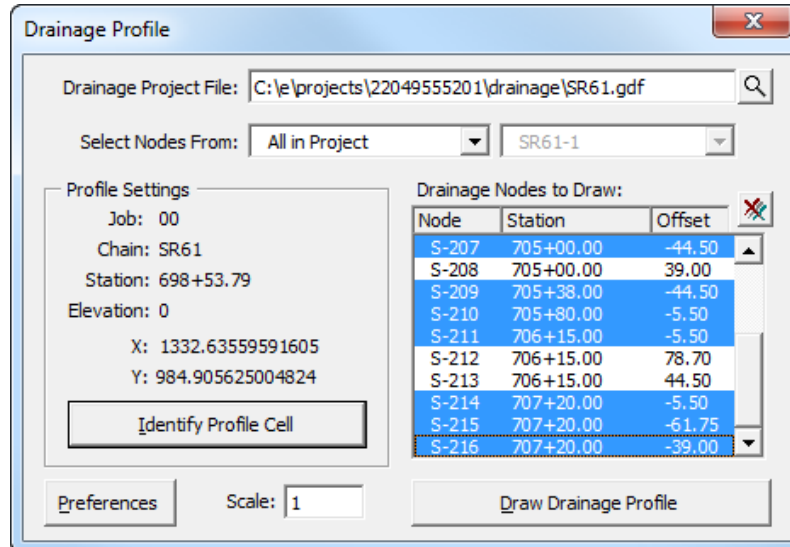 Drainage Profile
Drainage Project File: C:\e\projects\22049555201\drainage\SR61.gdf
Select Nodes From: All in Project SR61-1
Profile Settings
Job: 00
Chain: SR61
Station: 698+53.79
Elevation: 0
X: 1332.63559591605
Y: 984.905625004824
Identify Profile Cell
Drainage Nodes to Draw:
Node Station Offset
S-207 705+00.00 -44.50
S-208 705+00.00 39.00
S-209 705+38.00 -44.50
S-210 705+80.00 -5.50
S-211 706+15.00 -5.50
S-212 706+15.00 78.70
S-213 706+15.00 44.50
S-214 707+20.00 -5.50
S-215 707+20.00 -61.75
S-216 707+20.00 -39.00
Preferences Scale: 1 Draw Drainage Profile